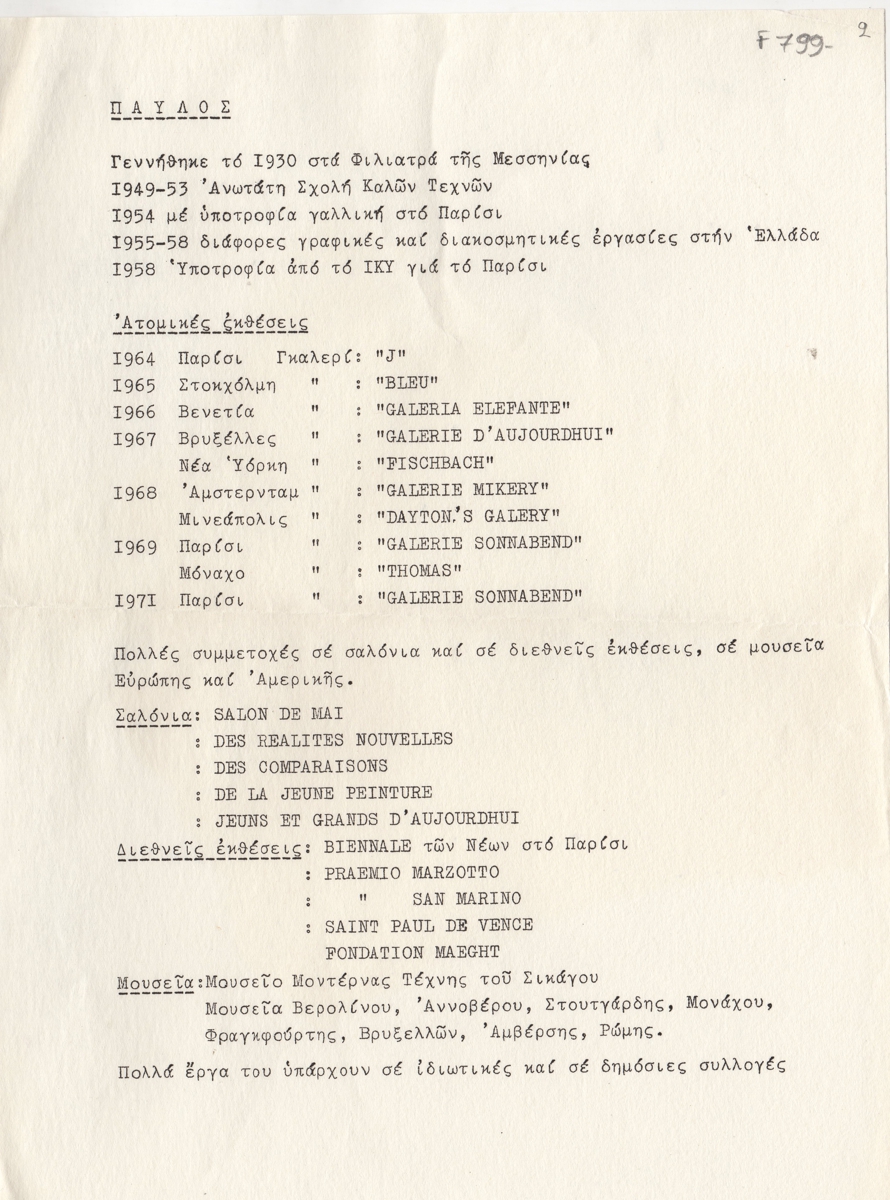 F 799- 2
Π Α Υ Λ Ο Σ
Γεννήθηκε τό 1930 στά Φιλιατρά τῆς Μεσσηνίας
1949-53 Ἀνωτάτη Σχολή Καλῶν Τεχνῶν
1954 μέ ὑποτροφία γαλλική στό Παρίσι
1955-58 διάφορες γραφικές καί διακοσμητικές ἐργασίες στήν Ἑλλάδα
1958 Ὑποτροφία ἀπό τό ΙΚΥ γιά τό Παρίσι
Ἀτομικές ἐκθέσεις
1964 Παρίσι Γκαλερί: "J"
1965 Στοκχόλμη " : "BLEU"
1966 Βενετία " : "GALERIA ELEFANTE"
1967 Βρυξέλλες " : "GALERIE D'AUJOURDHUI"
Νέα Ὑόρκη " : "FISCHBACH"
1968 Ἀμστερνταμ " : "GALERIE MIKERY"
Μινεάπολις " : "DAYTON'S GALERY"
1969 Παρίσι " : "GALERIE SONNABEND"
Μόναχο " : "THOMAS"
1971 Παρίσι " : "GALERIE SONNABEND"
Πολλές συμμετοχές σέ σαλόνια καί σέ διεθνεῖς ἐκθέσεις, σέ μουσεῖα
Εὐρώπης καί Ἀμερικῆς.
Σαλόνια: SALON DE MAI
: DES REALITES NOUVELLES
: DES COMPARAISONS
: DE LA JEUNE PEINTURE
: JEUNS ET GRANDS D'AUJOURDHUI
Διεθνεῖς ἐκθέσεις: BIENNALE τῶν Νέων στό Παρίσι
: PRAEMIO MARZOTTO
: " SAN MARINO
: SAINT PAUL DE VENCE
FONDATION MAEGHT
Μουσεῖα:Μουσεῖο Μοντέρνας Τέχνης τοῦ Σικάγου
Μουσεῖα Βερολίνου, Ἀννοβέρου, Στουτγάρδης, Μονάχου,
Φραγκφούρτης, Βρυξελλῶν, Ἀμβέρσης, Ρώμης.
Πολλά ἔργα του ὑπάρχουν σέ ἰδιωτικές καί σέ δημόσιες συλλογές